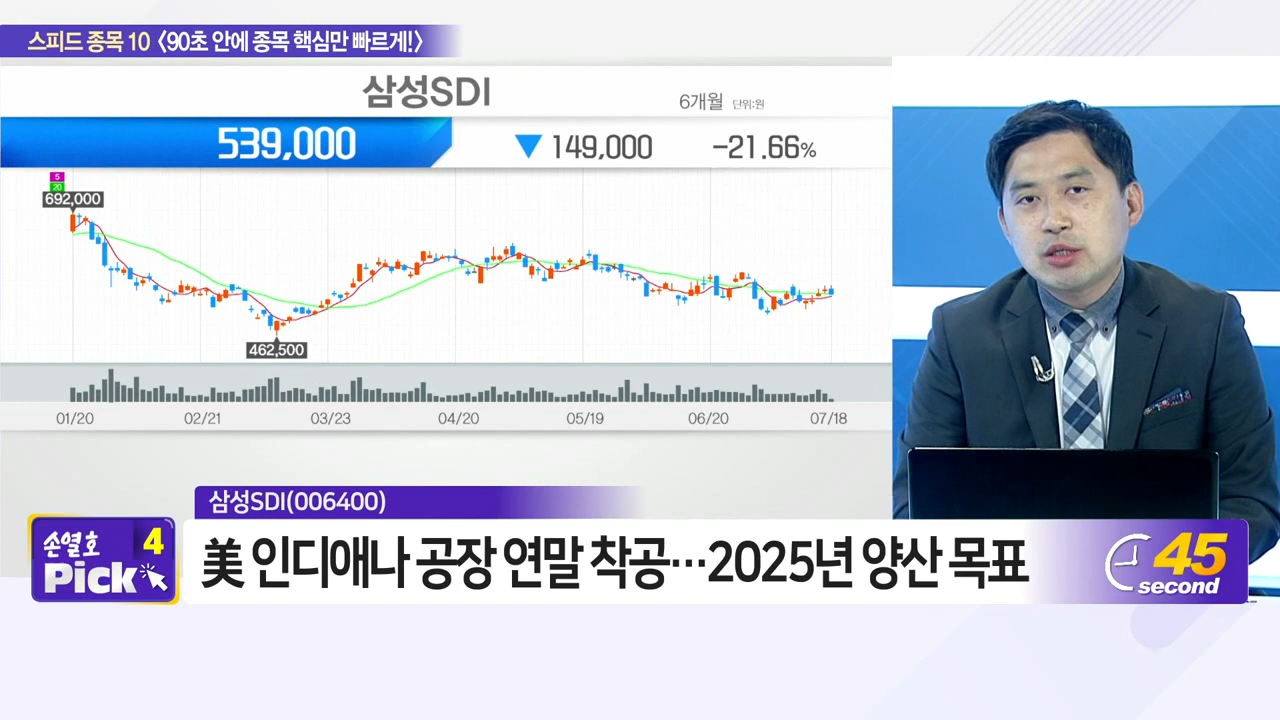 스피드 종목 10 〈90초 안에 종목 핵심만 빠르게!〉
삼성SDI
6개월 단위:원
539,000 ▼ 149,000 -21.66%
5
20
692,000
462,500
01/20 02/21 03/23 04/20 05/19 06/20 07/18
삼성SDI(006400)
손열호 4
Pick
美 인디애나 공장 연말 착공…2025년 양산 목표
45
second